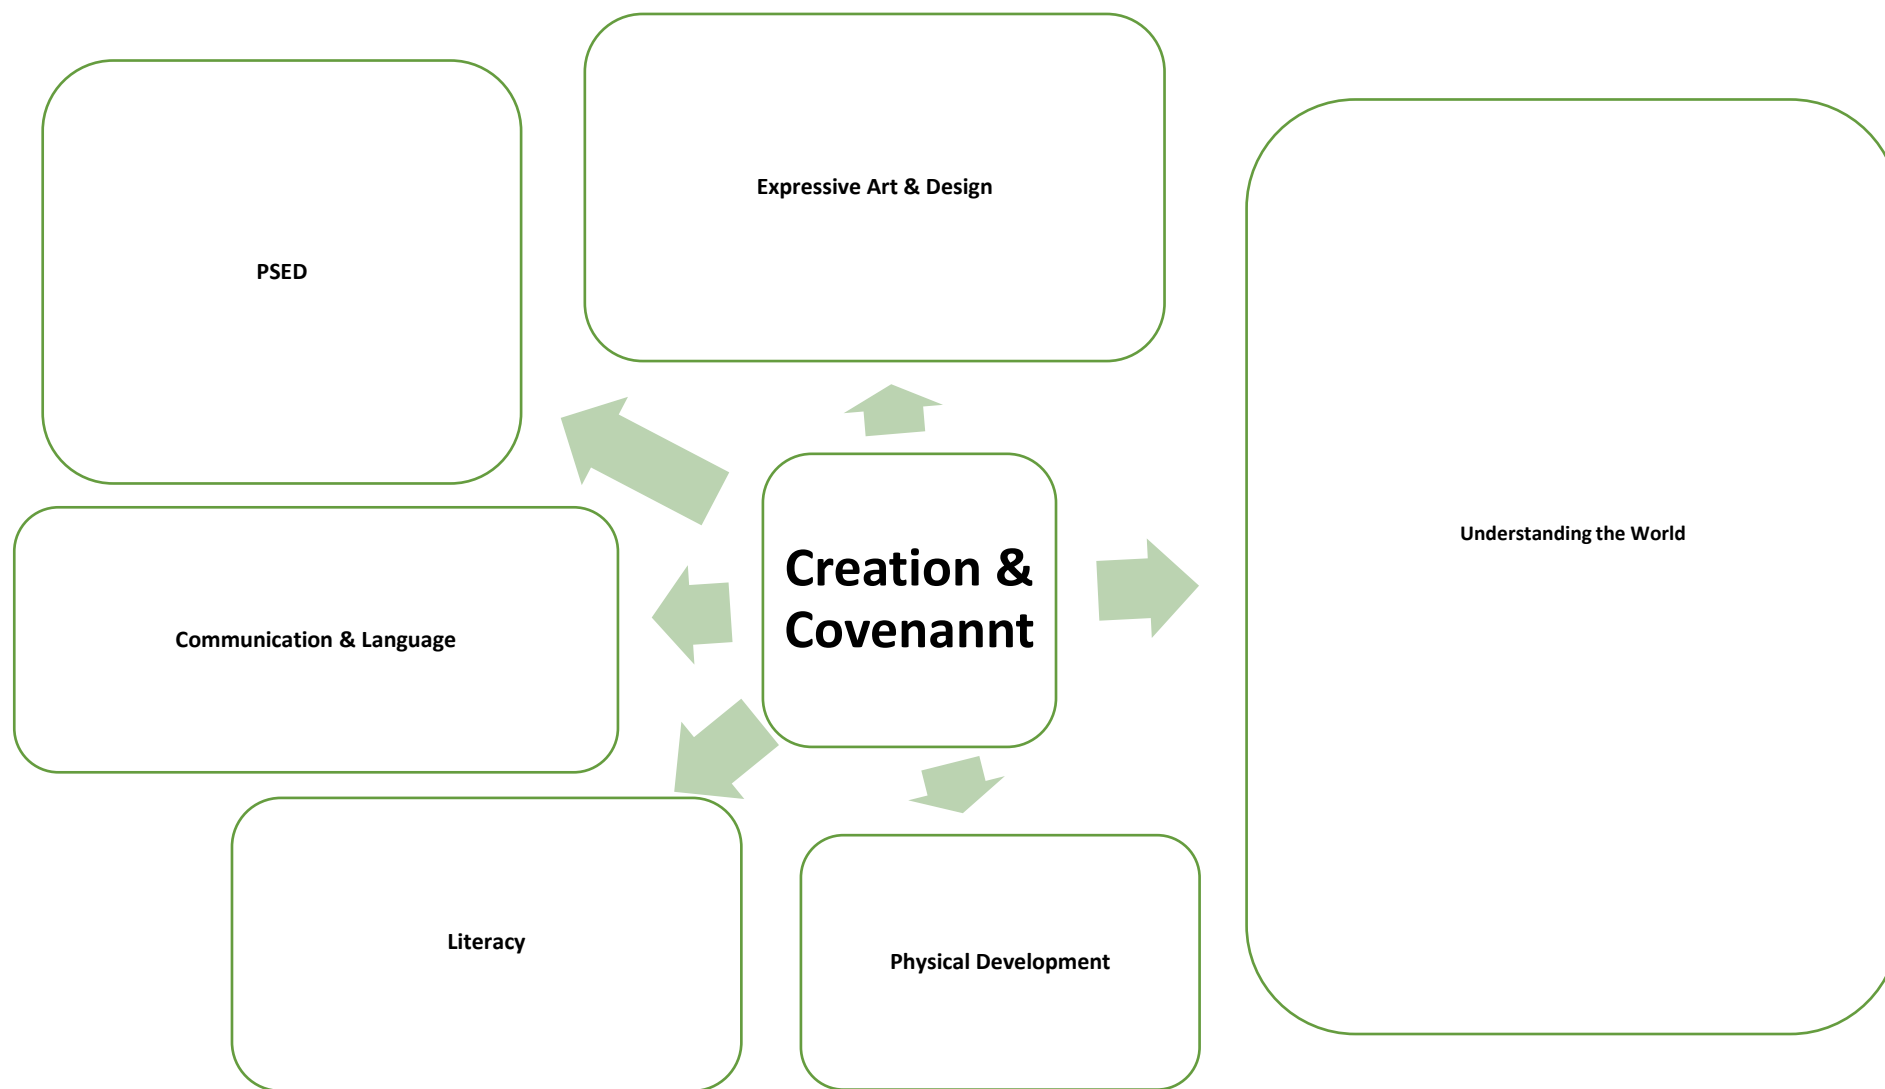 Expressive Art & Design
PSED
Understanding the World
Creation &
Covenannt
Communication & Language
Literacy
Physical Development